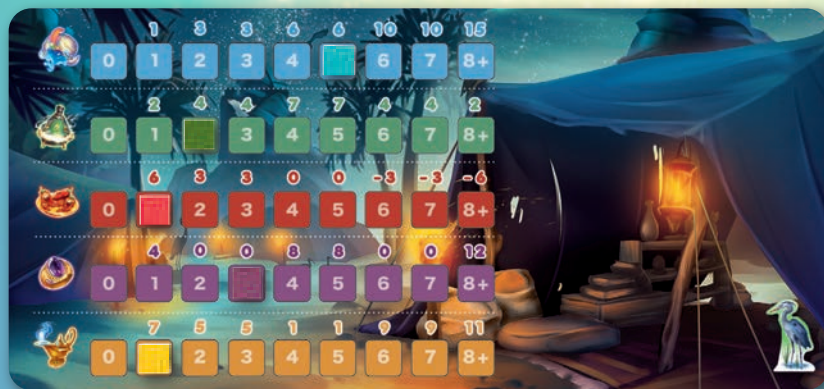 1 3 3 6 6 10 10 15
0 1 2 3 4 6 7 8+
2 4 4 7 7 4 4 2
0 1 3 4 5 6 7 8+
6 3 3 0 0 -3 -3 -6
0 2 3 4 5 6 7 8+
4 0 0 8 8 0 0 12
0 1 2 4 5 6 7 8+
7 5 5 1 1 9 9 11
0 2 3 4 5 6 7 8+